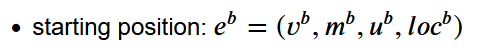 • starting position: e^b = (v^b, m^b, u^b, loc^b)